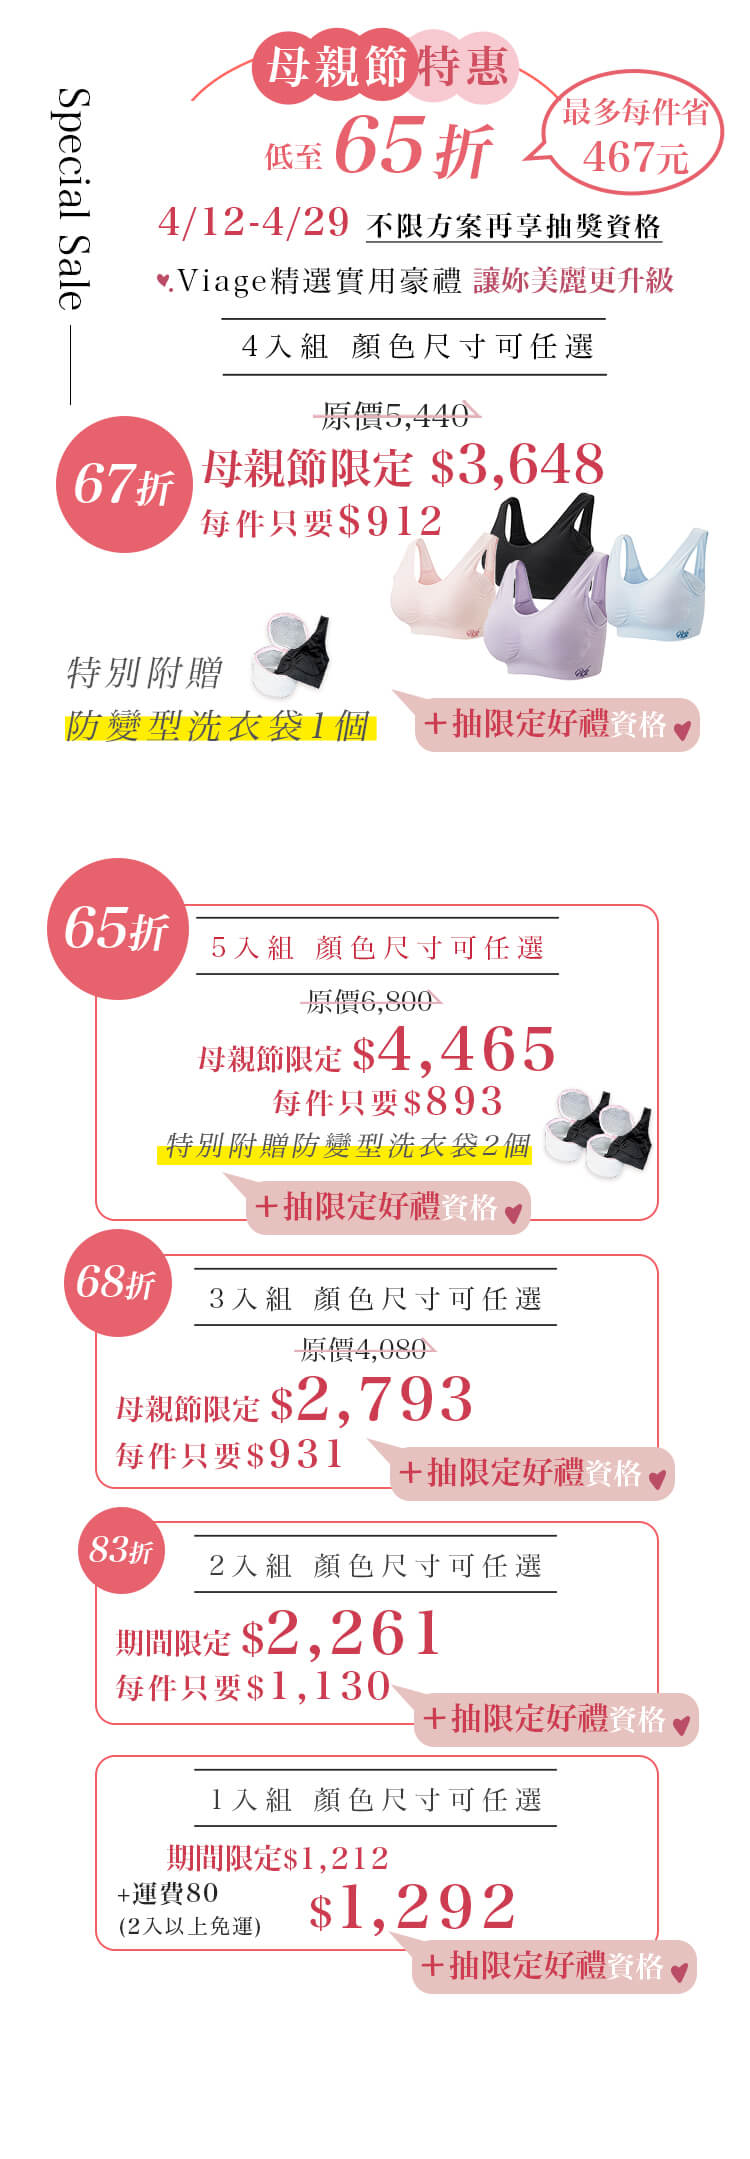 母親節特惠
低至65折
最多每件省
467元
Special Sale
4/12-4/29 不限方案再享抽獎資格
Viage精選實用豪禮 讓妳美麗更升級
4入組 顏色尺寸可任選
原價5,440
67折
母親節限定 $3,648
每件只要$912
特別附贈
防變型洗衣袋1個
+抽限定好禮資格
65折
5入組 顏色尺寸可任選
原價6,800
母親節限定 $4,465
每件只要$893
特別附贈防變型洗衣袋2個
+抽限定好禮資格
68折
3入組 顏色尺寸可任選
原價4,080
母親節限定 $2,793
每件只要$931
+抽限定好禮資格
83折
2入組 顏色尺寸可任選
期間限定 $2,261
每件只要$1,130
+抽限定好禮資格
1入組 顏色尺寸可任選
期間限定$1,212
+運費80
(2入以上免運)
$1,292
+抽限定好禮資格